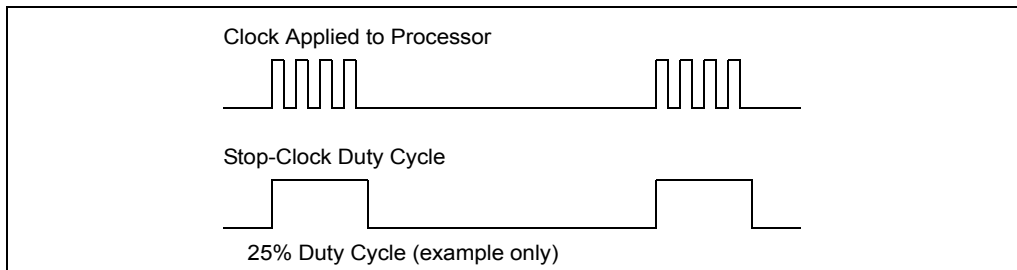 Clock Applied to Processor
Stop-Clock Duty Cycle
25% Duty Cycle (example only)